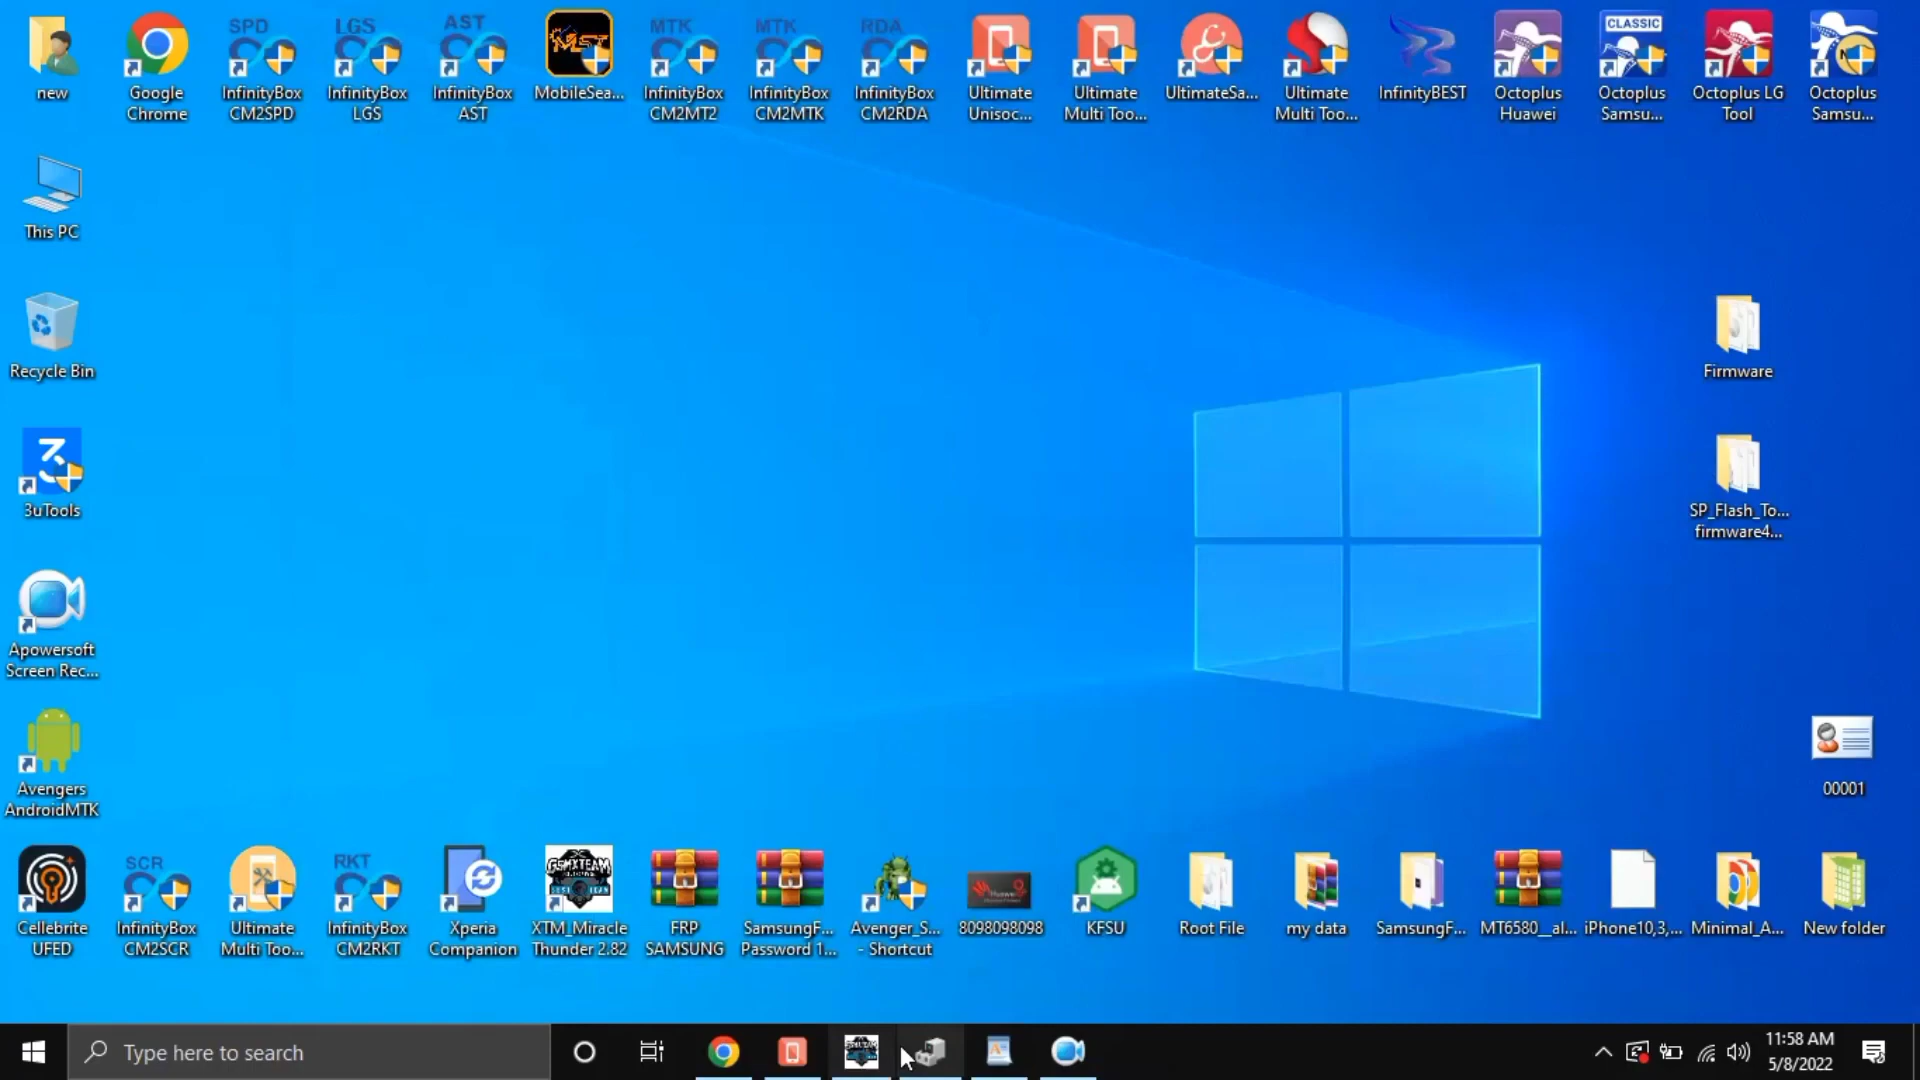 SPD
LGS
AST
MST
MTK
MTK
RDA
CLASSIC
new
Google
Chrome
InfinityBox
CM2SPD
InfinityBox
LGS
InfinityBox
AST
MobileSea...
InfinityBox
CM2MT2
InfinityBox
CM2MTK
InfinityBox
CM2RDA
Ultimate
Unisoc...
Ultimate
Multi Too...
UltimateSa...
Ultimate
Multi Too...
InfinityBEST
Octoplus
Huawei
Octoplus
Samsu...
Octoplus LG
Tool
Octoplus
Samsu...
This PC
Recycle Bin
Firmware
3uTools
SP_Flash_To...
firmware4...
Apowersoft
Screen Rec...
Avengers
AndroidMTK
00001
SCR
RKT
GSMXTEAM
Cellebrite
UFED
InfinityBox
CM2SCR
Ultimate
Multi Too...
InfinityBox
CM2RKT
Xperia
Companion
XTM_Miracle
Thunder 2.82
FRP
SAMSUNG
SamsungF...
Password 1...
Avenger_S...
- Shortcut
8098098098
KFSU
Root File
my data
SamsungF...
MT6580__al...
iPhone10,3,...
Minimal_A...
New folder
Type here to search
11:58 AM
5/8/2022